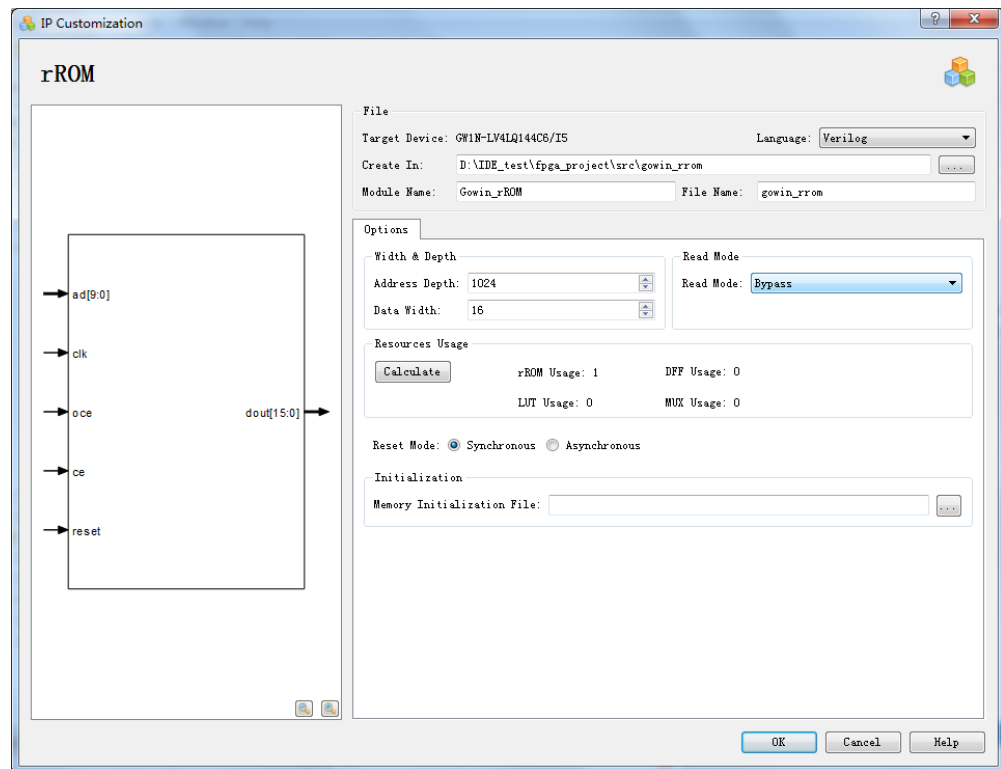 IP Customization
rROM
File
Target Device: GW1N-LV4LQ144C6/I5 Language: Verilog
Create In: D:\IDE_test\fpga_project\src\gowin_rrom ...
Module Name: Gowin_rROM File Name: gowin_rrom
Options
Width & Depth Read Mode
Address Depth: 1024 Read Mode: Bypass
Data Width: 16
Resources Usage
Calculate rROM Usage: 1 DFF Usage: 0
LUT Usage: 0 MUX Usage: 0
Reset Mode: Synchronous Asynchronous
Initialization
Memory Initialization File: ...
ad[9:0]
clk
oce dout[15:0]
ce
reset
OK Cancel Help